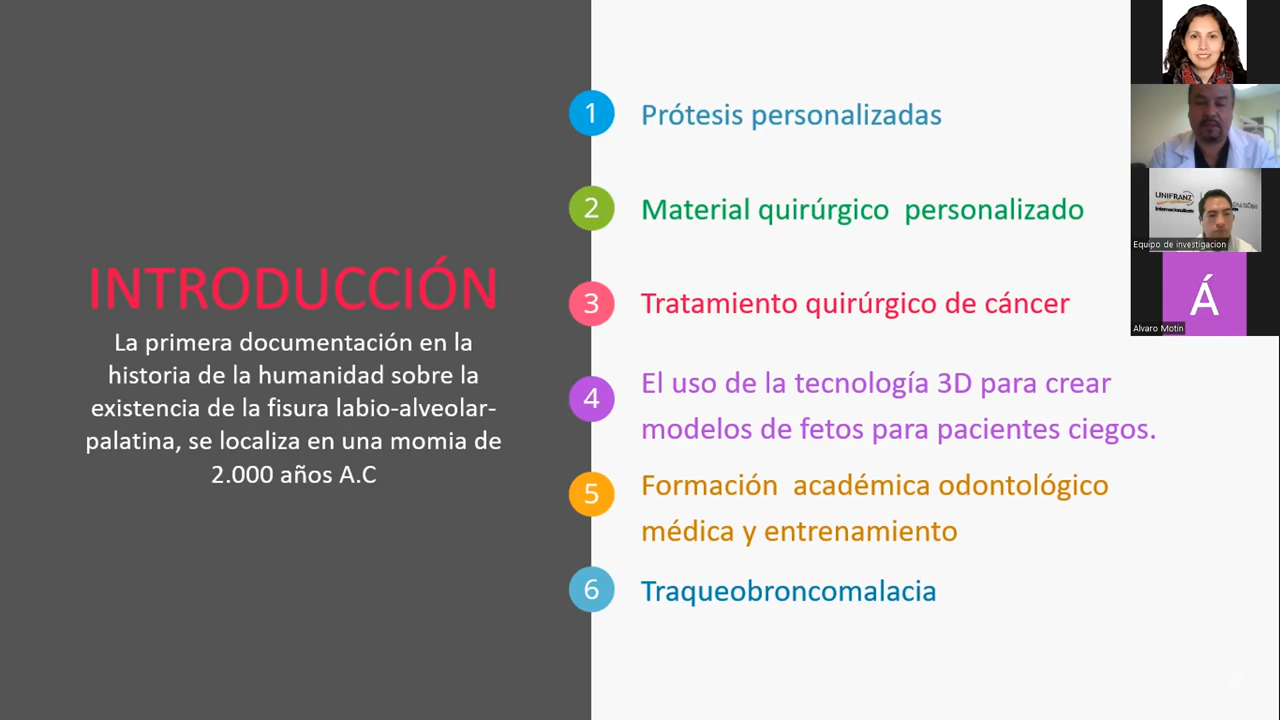 INTRODUCCIÓN
La primera documentación en la
historia de la humanidad sobre la
existencia de la fisura labio-alveolar-
palatina, se localiza en una momia de
2.000 años A.C
1 Prótesis personalizadas
2 Material quirúrgico personalizado
3 Tratamiento quirúrgico de cáncer
4 El uso de la tecnología 3D para crear
modelos de fetos para pacientes ciegos.
5 Formación académica odontológico
médica y entrenamiento
6 Traqueobroncomalacia
UNIFRANZ
Equipo de investigacion
Á
Alvaro Motin